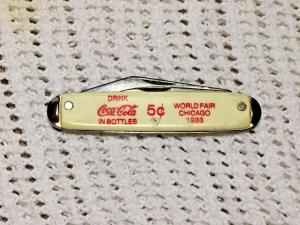 DRINK
Coca-Cola
IN BOTTLES
5¢
WORLD FAIR
CHICAGO
1933